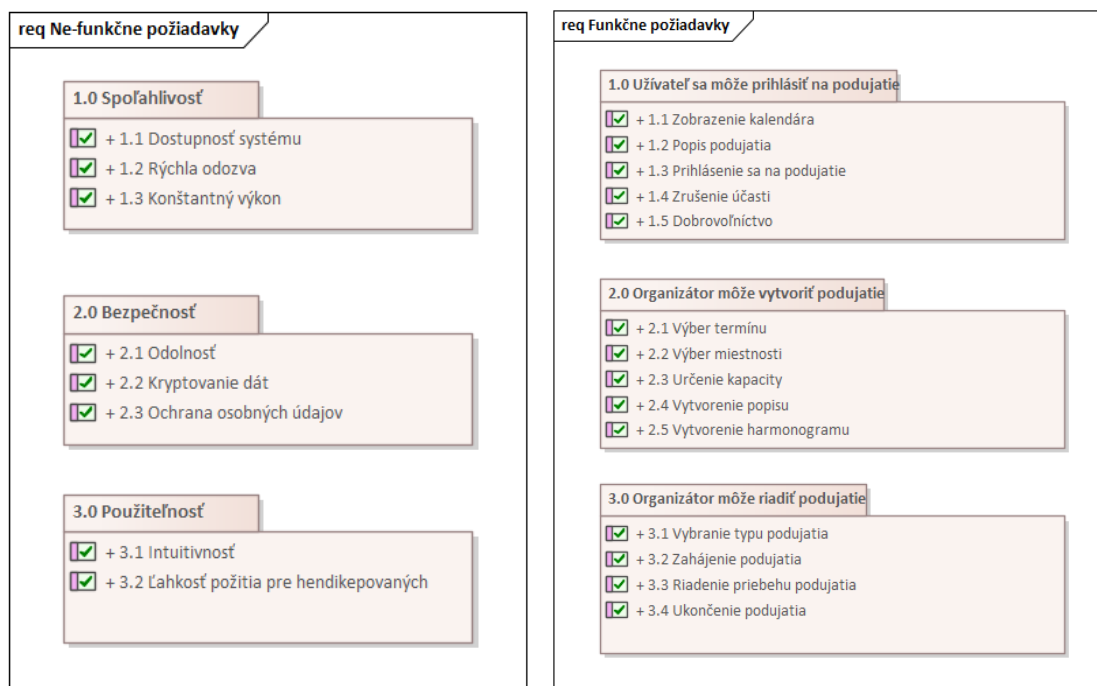 req Ne-funkčne požiadavky
1.0 Spoľahlivosť
+ 1.1 Dostupnosť systému
+ 1.2 Rýchla odozva
+ 1.3 Konštantný výkon
2.0 Bezpečnosť
+ 2.1 Odolnosť
+ 2.2 Kryptovanie dát
+ 2.3 Ochrana osobných údajov
3.0 Použiteľnosť
+ 3.1 Intuitivnosť
+ 3.2 Ľahkosť požitia pre hendikepovaných
req Funkčne požiadavky
1.0 Užívateľ sa môže prihlásiť na podujatie
+ 1.1 Zobrazenie kalendára
+ 1.2 Popis podujatia
+ 1.3 Prihlásenie sa na podujatie
+ 1.4 Zrušenie účasti
+ 1.5 Dobrovoľníctvo
2.0 Organizátor môže vytvoriť podujatie
+ 2.1 Výber termínu
+ 2.2 Výber miestnosti
+ 2.3 Určenie kapacity
+ 2.4 Vytvorenie popisu
+ 2.5 Vytvorenie harmonogramu
3.0 Organizátor môže riadiť podujatie
+ 3.1 Vybranie typu podujatia
+ 3.2 Zahájenie podujatia
+ 3.3 Riadenie priebehu podujatia
+ 3.4 Ukončenie podujatia